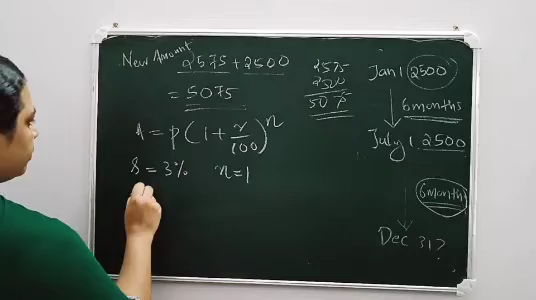 New Amount 2575 + 2500
= 5075
A = P(1 + r/100)^n
r = 3% n = 1
2575
2500
5075
Jan 1 2500
6 months
July 1 2500
6 months
Dec 31?